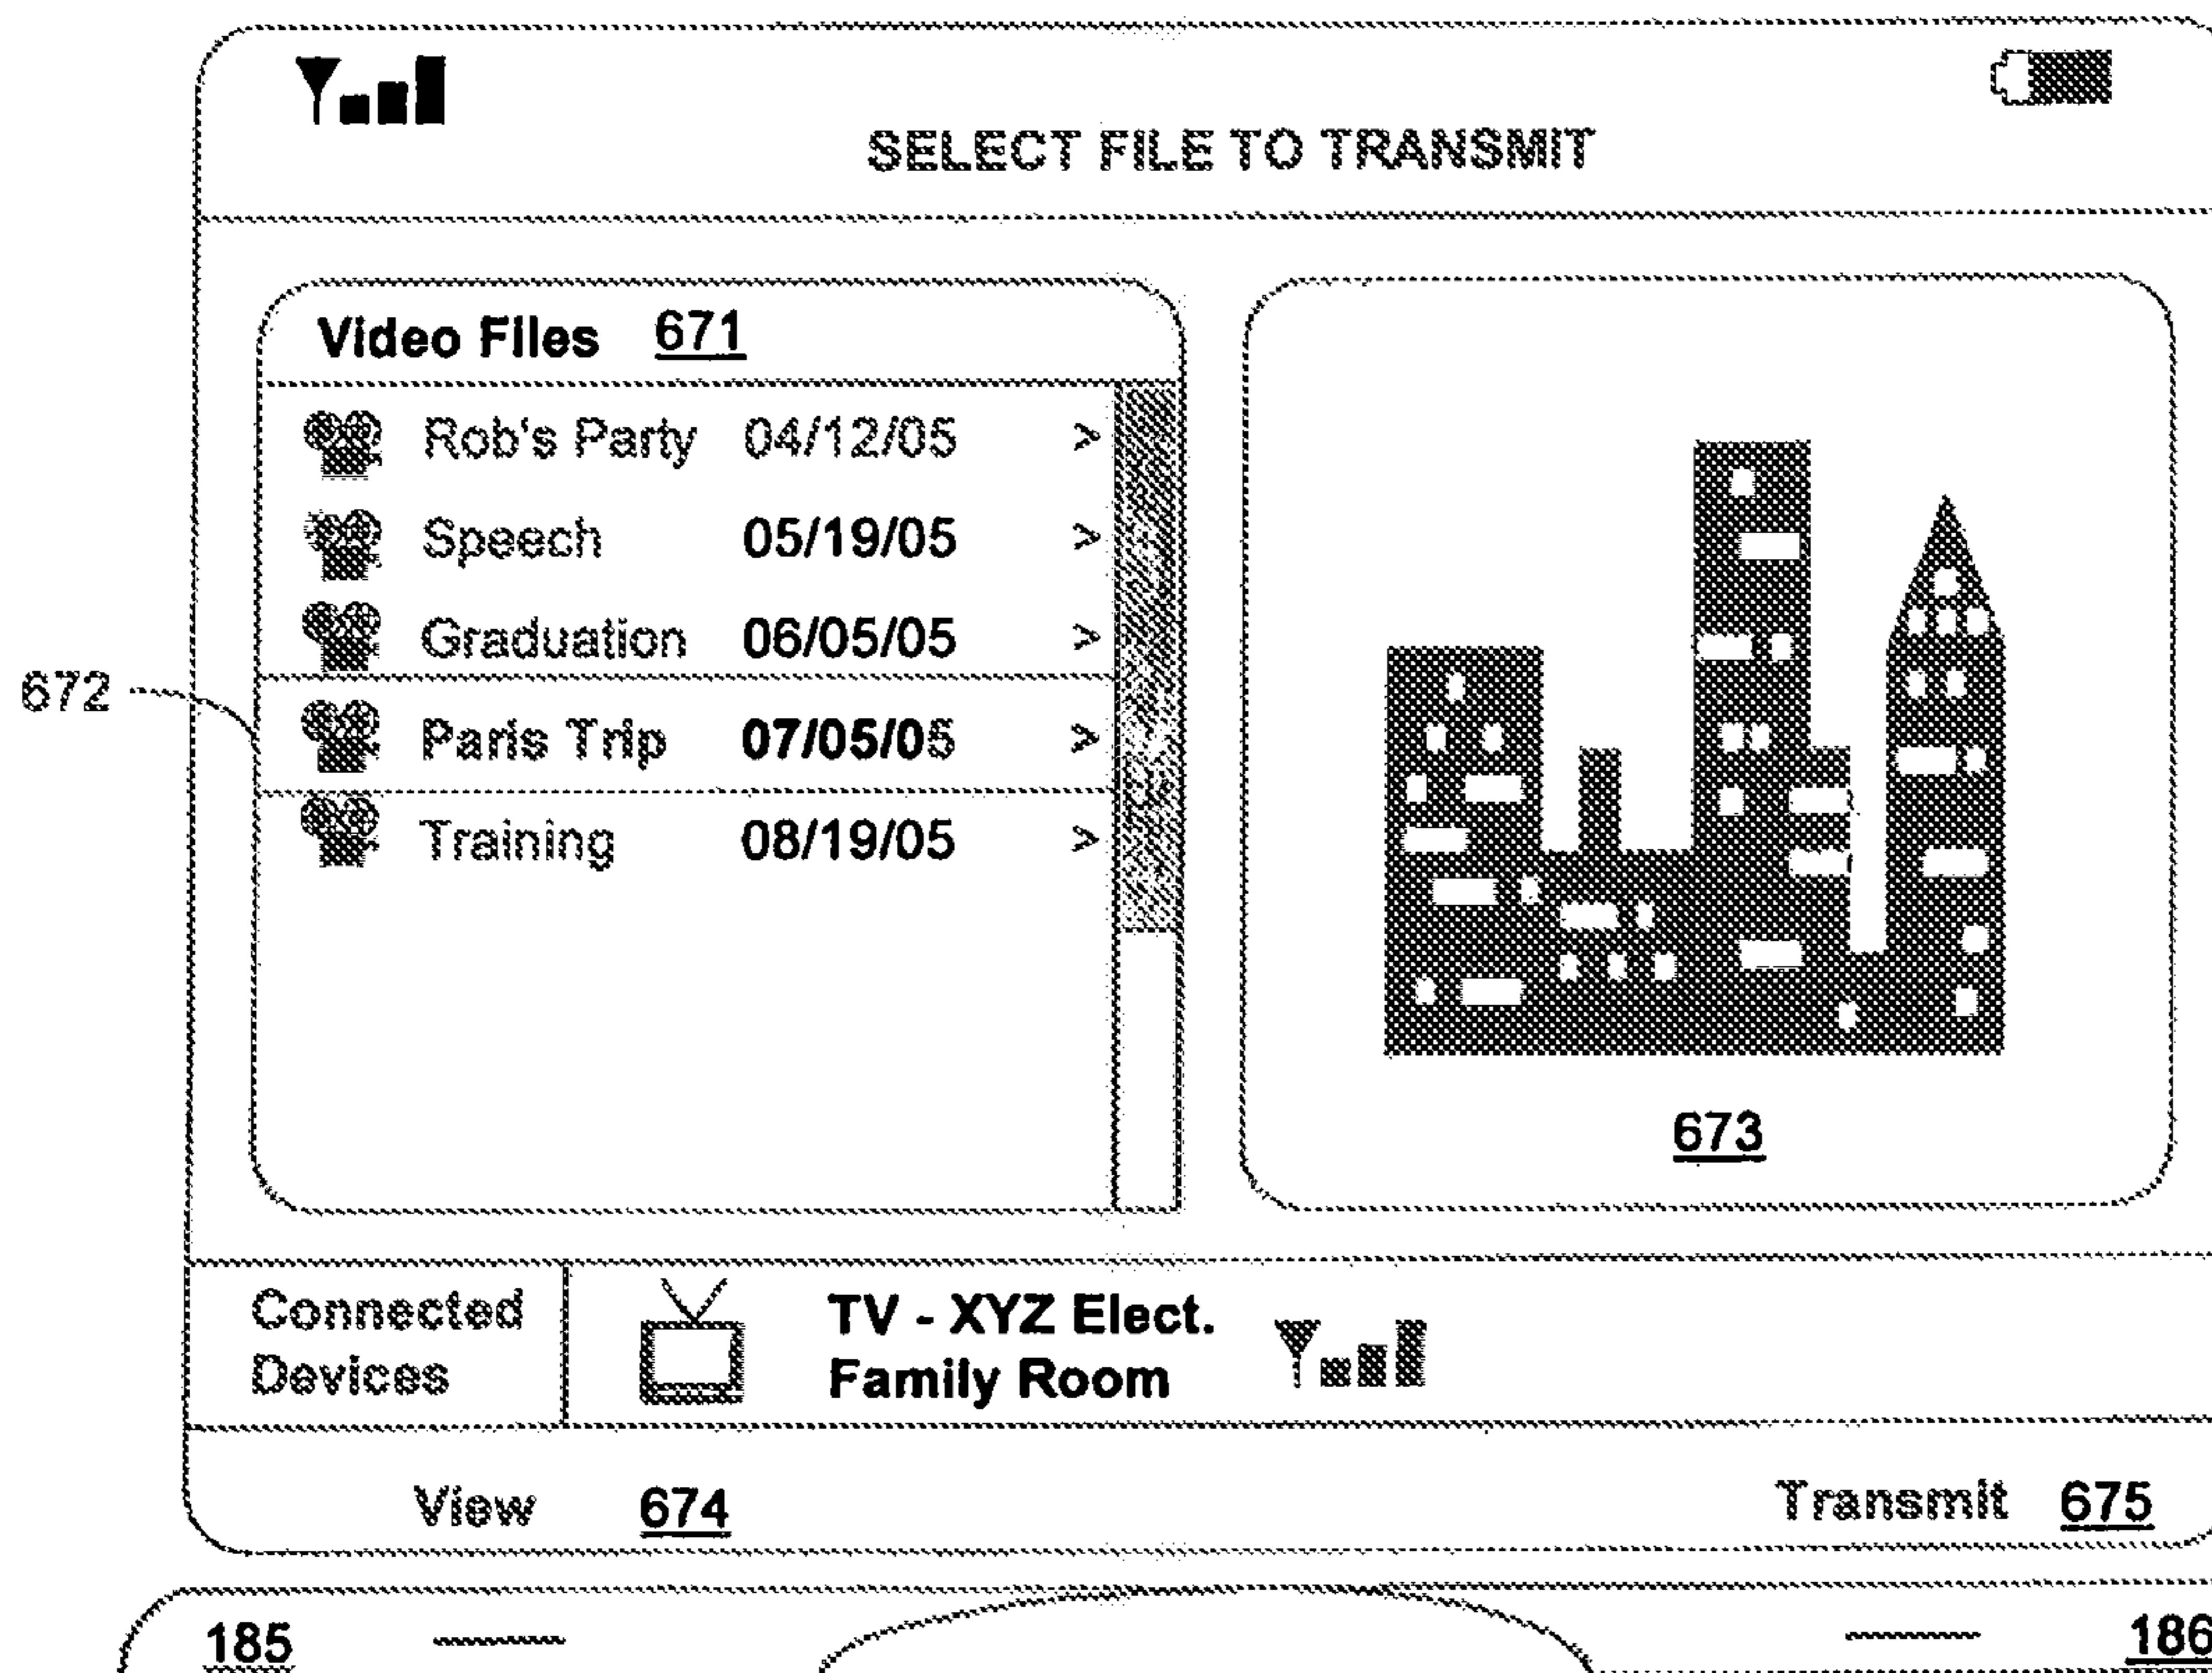 SELECT FILE TO TRANSMIT
Video Files 671
Rob's Party 04/12/05 >
Speech 05/19/05 >
Graduation 06/05/05 >
672
Paris Trip 07/05/05 >
Training 08/19/05 >
673
Connected Devices
TV - XYZ Elect.
Family Room
View 674
Transmit 675
185
186